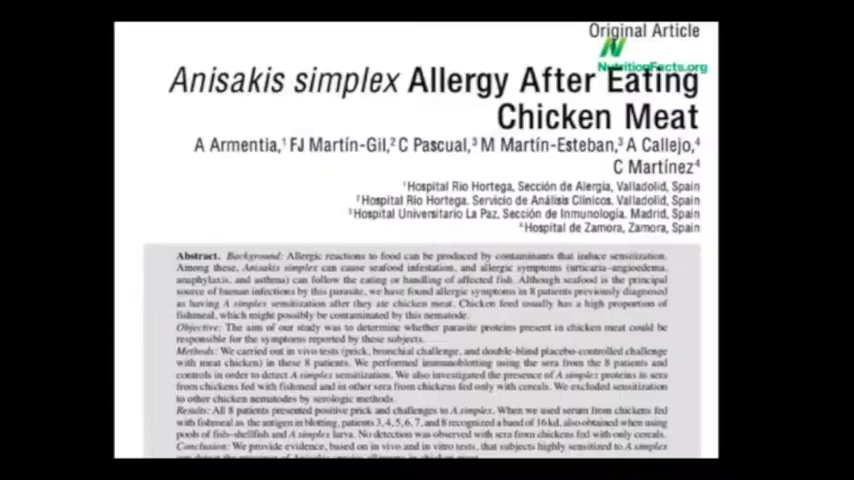 Original Article
NutritionFacts.org
Anisakis simplex Allergy After Eating
Chicken Meat
A Armentia,¹ FJ Martín-Gil,² C Pascual,³ M Martín-Esteban,³ A Callejo,⁴
C Martínez⁴
¹Hospital Rio Hortega, Sección de Alergia, Valladolid, Spain
²Hospital Rio Hortega. Servicio de Análisis Clínicos. Valladolid, Spain
³Hospital Universitario La Paz, Sección de Inmunología. Madrid, Spain
⁴Hospital de Zamora, Zamora, Spain
Abstract. Background: Allergic reactions to food can be produced by contaminants that induce sensitization.
Among these, Anisakis simplex can cause seafood infestation, and allergic symptoms (urticaria–angioedema,
anaphylaxis, and asthma) can follow the eating or handling of affected fish. Although seafood is the principal
source of human infections by this parasite, we have found allergic symptoms in 8 patients previously diagnosed
as having A simplex sensitization after they ate chicken meat. Chicken feed usually has a high proportion of
fishmeal, which might possibly be contaminated by this nematode.
Objective: The aim of our study was to determine whether parasite proteins present in chicken meat could be
responsible for the symptoms reported by these subjects.
Methods: We carried out in vivo tests (prick, bronchial challenge, and double-blind placebo-controlled challenge
with meat chicken) in these 8 patients. We performed immunoblotting using the sera from the 8 patients and
controls in order to detect A simplex sensitization. We also investigated the presence of A simplex proteins in sera
from chickens fed with fishmeal and in other sera from chickens fed only with cereals. We excluded sensitization
to other chicken nematodes by serologic methods.
Results: All 8 patients presented positive prick and challenges to A simplex. When we used serum from chickens fed
with fishmeal as the antigen in blotting, patients 3, 4, 5, 6, 7, and 8 recognized a band of 16 kd, also obtained when using
pools of fish-shellfish and A simplex larva. No detection was observed with sera from chickens fed with only cereals.
Conclusion: We provide evidence, based on in vivo and in vitro tests, that subjects highly sensitized to A simplex